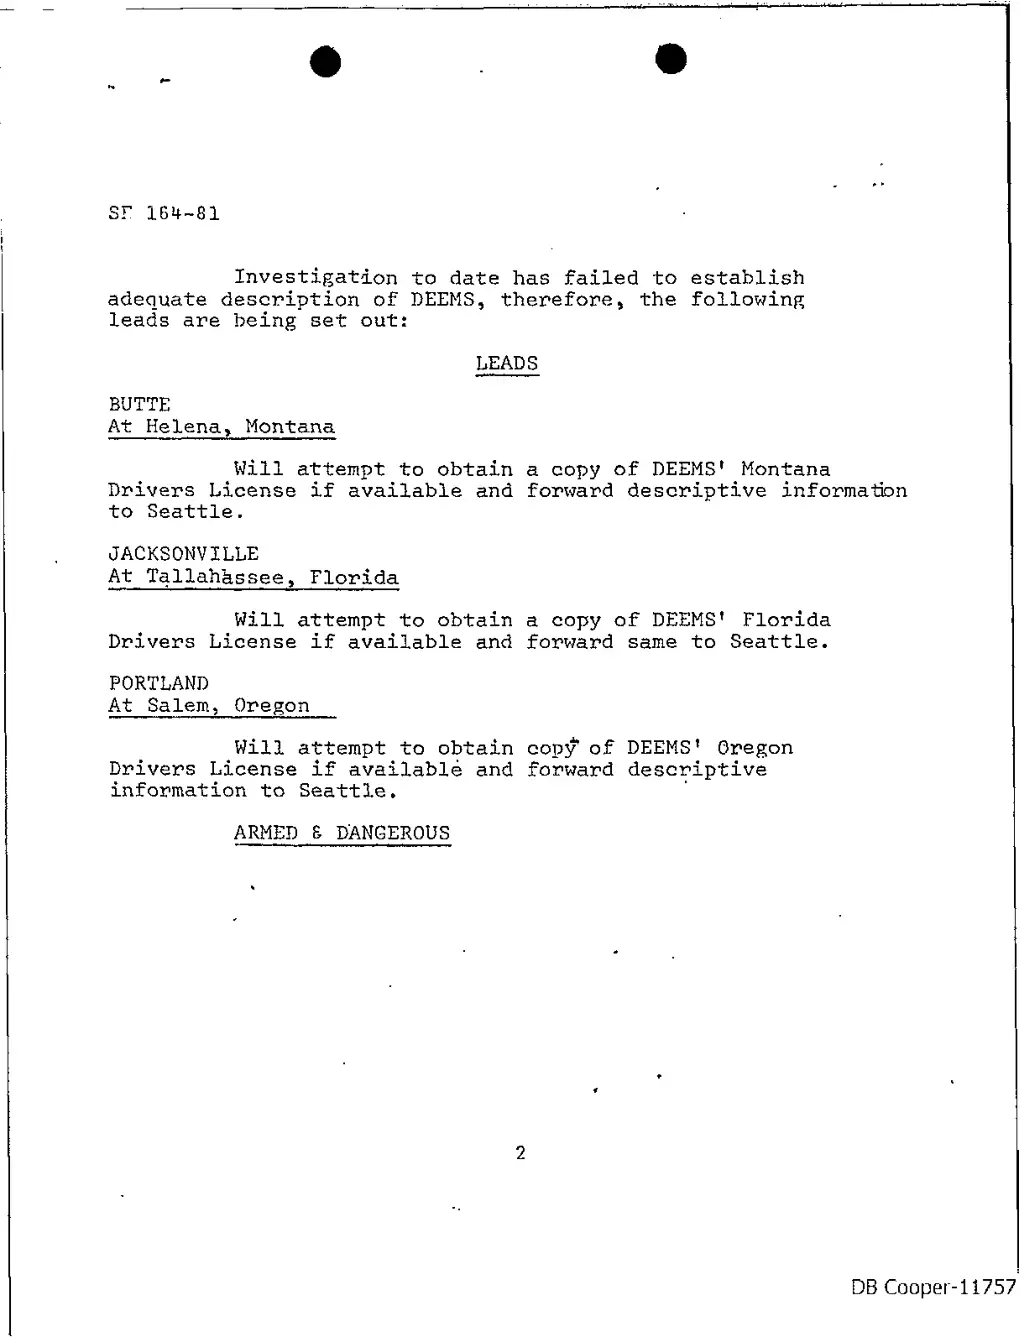 SF 164-81
Investigation to date has failed to establish
adequate description of DEEMS, therefore, the following
leads are being set out:
LEADS
BUTTE
At Helena, Montana
Will attempt to obtain a copy of DEEMS' Montana
Drivers License if available and forward descriptive information
to Seattle.
JACKSONVILLE
At Tallahassee, Florida
Will attempt to obtain a copy of DEEMS' Florida
Drivers License if available and forward same to Seattle.
PORTLAND
At Salem, Oregon
Will attempt to obtain copy of DEEMS' Oregon
Drivers License if available and forward descriptive
information to Seattle.
ARMED & DANGEROUS
2
DB Cooper-11757